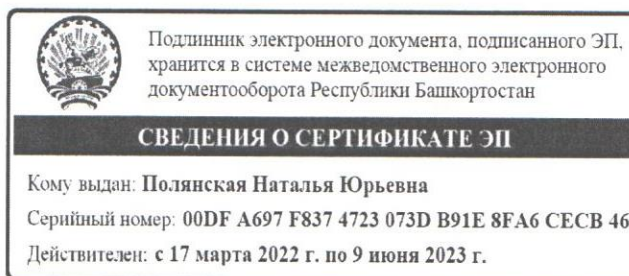 Подлинник электронного документа, подписанного ЭП,
хранится в системе межведомственного электронного
документооборота Республики Башкортостан
СВЕДЕНИЯ О СЕРТИФИКАТЕ ЭП
Кому выдан: Полянская Наталья Юрьевна
Серийный номер: 00DF A697 F837 4723 073D B91E 8FA6 CECB 46
Действителен: с 17 марта 2022 г. по 9 июня 2023 г.